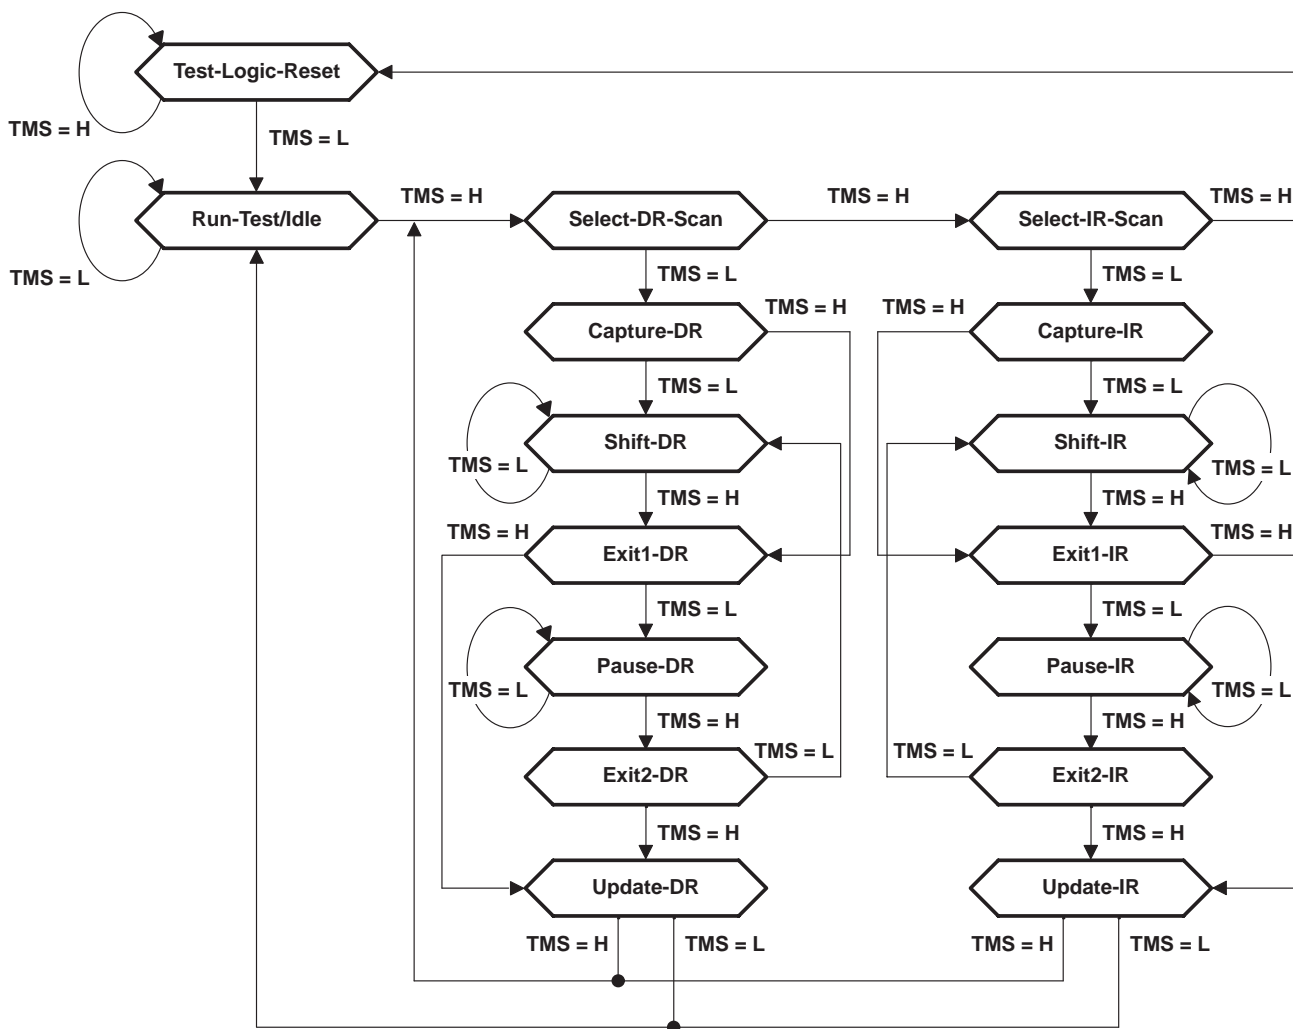 Test-Logic-Reset
TMS = H
TMS = L
TMS = H
TMS = H
TMS = H
Run-Test/Idle
Select-DR-Scan
Select-IR-Scan
TMS = L
TMS = L
TMS = L
TMS = H
TMS = H
Capture-DR
Capture-IR
TMS = L
TMS = L
Shift-DR
Shift-IR
TMS = L
TMS = L
TMS = H
TMS = H
TMS = H
TMS = H
Exit1-DR
Exit1-IR
TMS = L
TMS = L
Pause-DR
Pause-IR
TMS = L
TMS = L
TMS = H
TMS = H
TMS = L
TMS = L
Exit2-DR
Exit2-IR
TMS = H
TMS = H
Update-DR
Update-IR
TMS = H
TMS = L
TMS = H
TMS = L